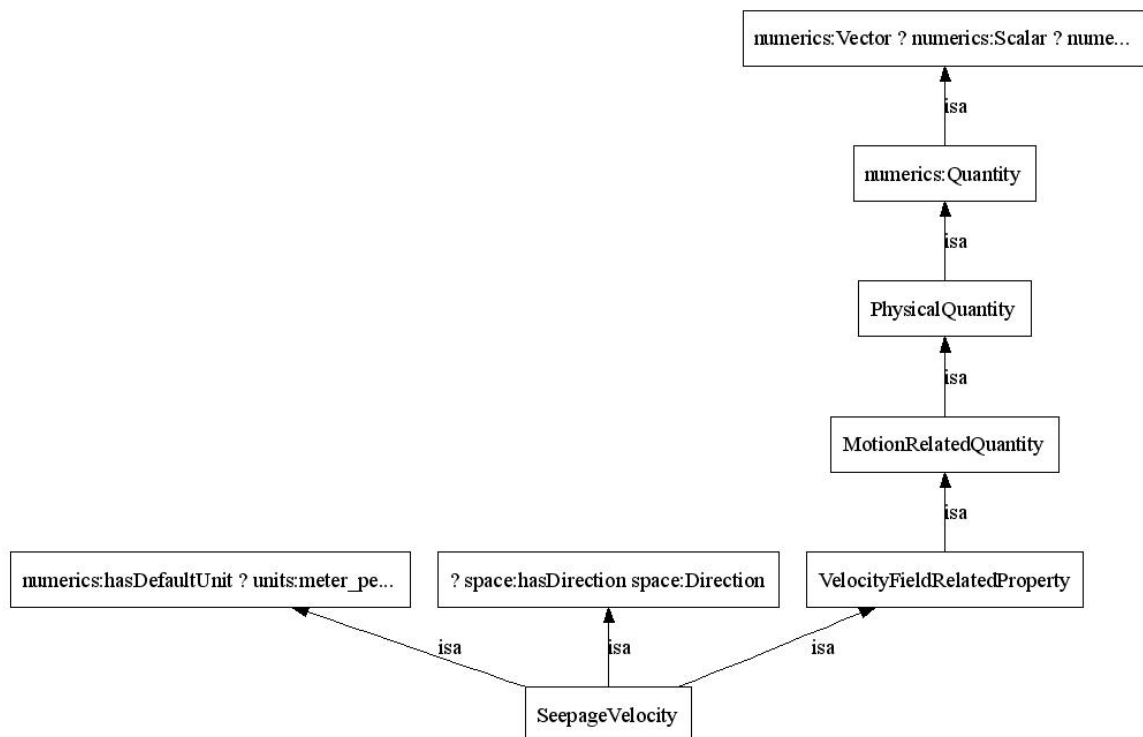 numerics:Vector ? numerics:Scalar ? nume...
isa
numerics:Quantity
isa
PhysicalQuantity
isa
MotionRelatedQuantity
isa
numerics:hasDefaultUnit ? units:meter_pe...
? space:hasDirection space:Direction
VelocityFieldRelatedProperty
isa
isa
isa
SeepageVelocity